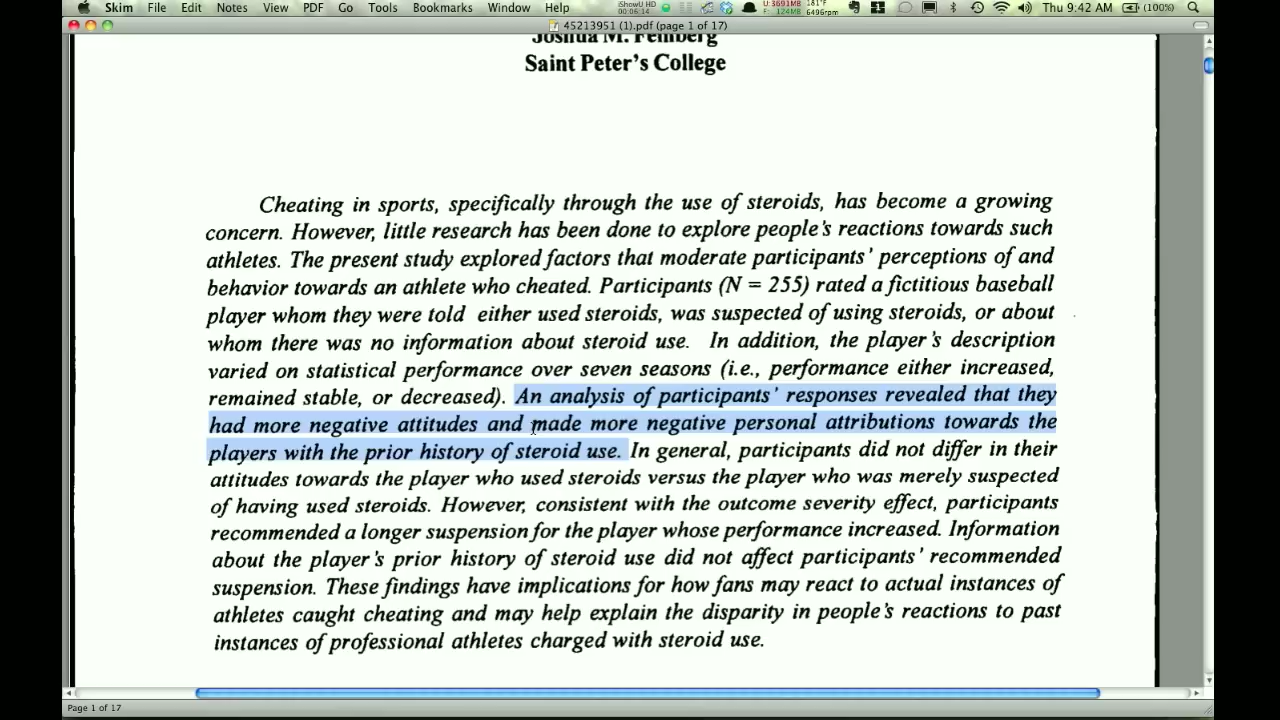 Skim File Edit View PDF Go Tools Bookmarks Window Help iShowU HD 00:06:14 U: 3691MB F: 124MB 181°F 6496rpm 1 Thu 9:42 AM (100%)
45213951 (1).pdf (page 1 of 17)
Joshua M. Feinberg
Saint Peter's College
Cheating in sports, specifically through the use of steroids, has become a growing
concern. However, little research has been done to explore people's reactions towards such
athletes. The present study explored factors that moderate participants' perceptions of and
behavior towards an athlete who cheated. Participants (N = 255) rated a fictitious baseball
player whom they were told either used steroids, was suspected of using steroids, or about
whom there was no information about steroid use. In addition, the player's description
varied on statistical performance over seven seasons (i.e., performance either increased,
remained stable, or decreased). An analysis of participants' responses revealed that they
had more negative attitudes and made more negative personal attributions towards the
players with the prior history of steroid use. In general, participants did not differ in their
attitudes towards the player who used steroids versus the player who was merely suspected
of having used steroids. However, consistent with the outcome severity effect, participants
recommended a longer suspension for the player whose performance increased. Information
about the player's prior history of steroid use did not affect participants' recommended
suspension. These findings have implications for how fans may react to actual instances of
athletes caught cheating and may help explain the disparity in people's reactions to past
instances of professional athletes charged with steroid use.
Page 1 of 17